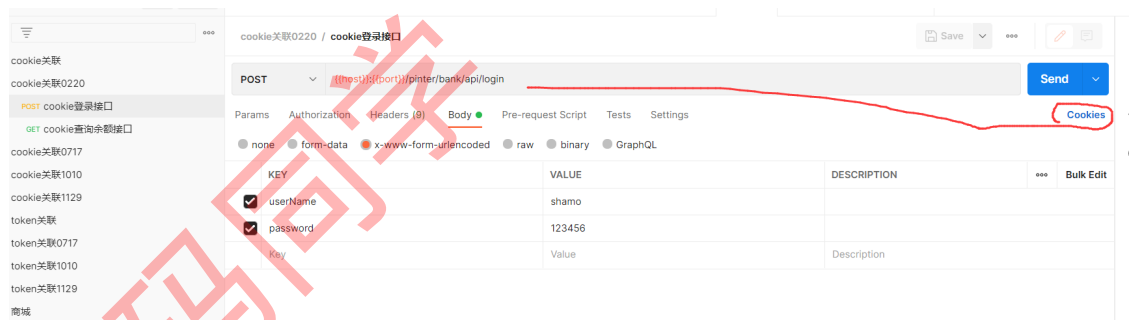 cookie关联0220 / cookie登录接口
Save
cookie关联
cookie关联0220
POST cookie登录接口
GET cookie查询余额接口
cookie关联0717
cookie关联1010
cookie关联1129
token关联
token关联0717
token关联1010
token关联1129
商城
POST
{{host}}:{{port}}/pinter/bank/api/login
Send
Params Authorization Headers (9) Body Pre-request Script Tests Settings Cookies
none form-data x-www-form-urlencoded raw binary GraphQL
KEY VALUE DESCRIPTION Bulk Edit
userName shamo
password 123456
Key Value Description
码同学